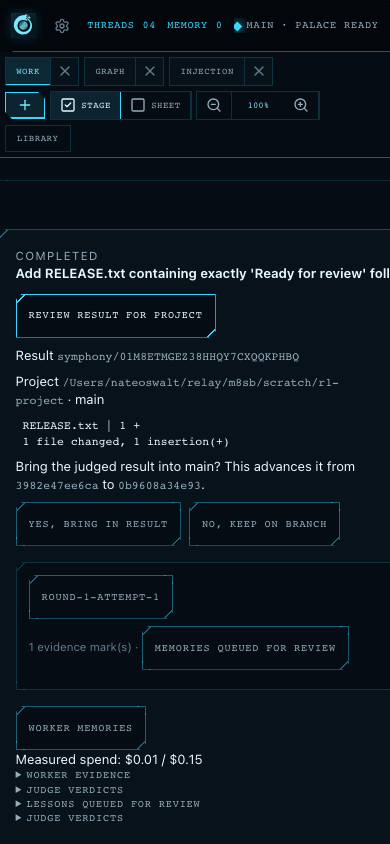 THREADS 04 MEMORY 0 MAIN · PALACE READY
WORK
GRAPH
INJECTION
STAGE
SHEET
100%
LIBRARY
COMPLETED
Add RELEASE.txt containing exactly 'Ready for review' foll
REVIEW RESULT FOR PROJECT
Result symphony/01M8ETMGEZ38HHQY7CXQQKPHBQ
Project /Users/nateoswalt/relay/m8sb/scratch/r1-
project · main
RELEASE.txt | 1 +
1 file changed, 1 insertion(+)
Bring the judged result into main? This advances it from
3982e47ee6ca to 0b9608a34e93.
YES, BRING IN RESULT
NO, KEEP ON BRANCH
ROUND-1-ATTEMPT-1
1 evidence mark(s) · MEMORIES QUEUED FOR REVIEW
WORKER MEMORIES
Measured spend: $0.01 / $0.15
WORKER EVIDENCE
JUDGE VERDICTS
LESSONS QUEUED FOR REVIEW
JUDGE VERDICTS